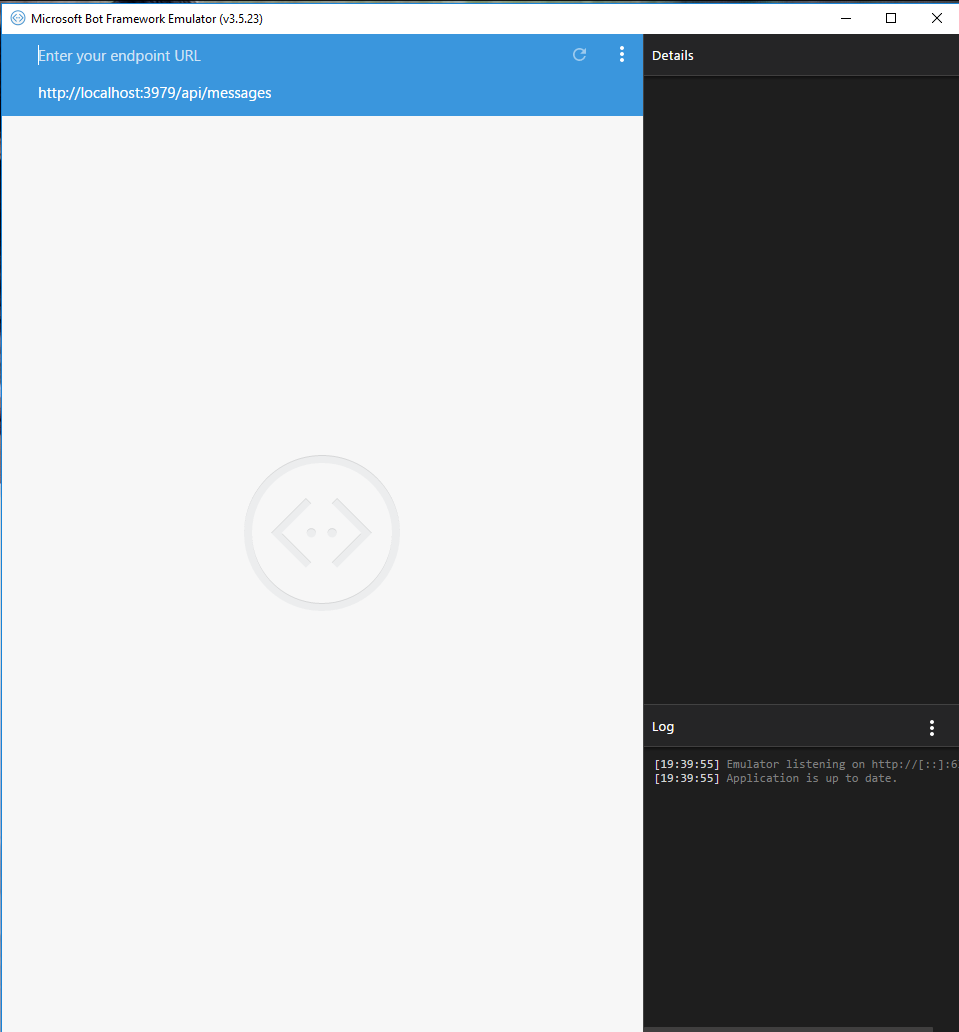 Microsoft Bot Framework Emulator (v3.5.23)
Enter your endpoint URL
http://localhost:3979/api/messages
Details
Log
[19:39:55] Emulator listening on http://[::]:6
[19:39:55] Application is up to date.